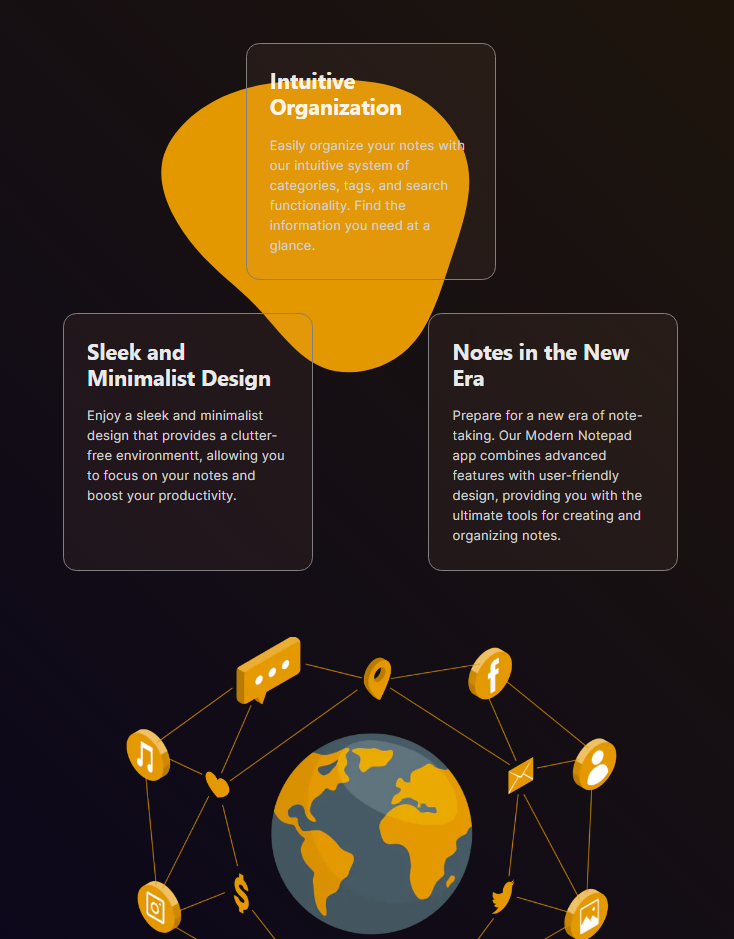 Intuitive
Organization
Easily organize your notes with
our intuitive system of
categories, tags, and search
functionality. Find the
information you need at a
glance.
Sleek and
Minimalist Design
Enjoy a sleek and minimalist
design that provides a clutter-
free environmentt, allowing you
to focus on your notes and
boost your productivity.
Notes in the New
Era
Prepare for a new era of note-
taking. Our Modern Notepad
app combines advanced
features with user-friendly
design, providing you with the
ultimate tools for creating and
organizing notes.
f
$